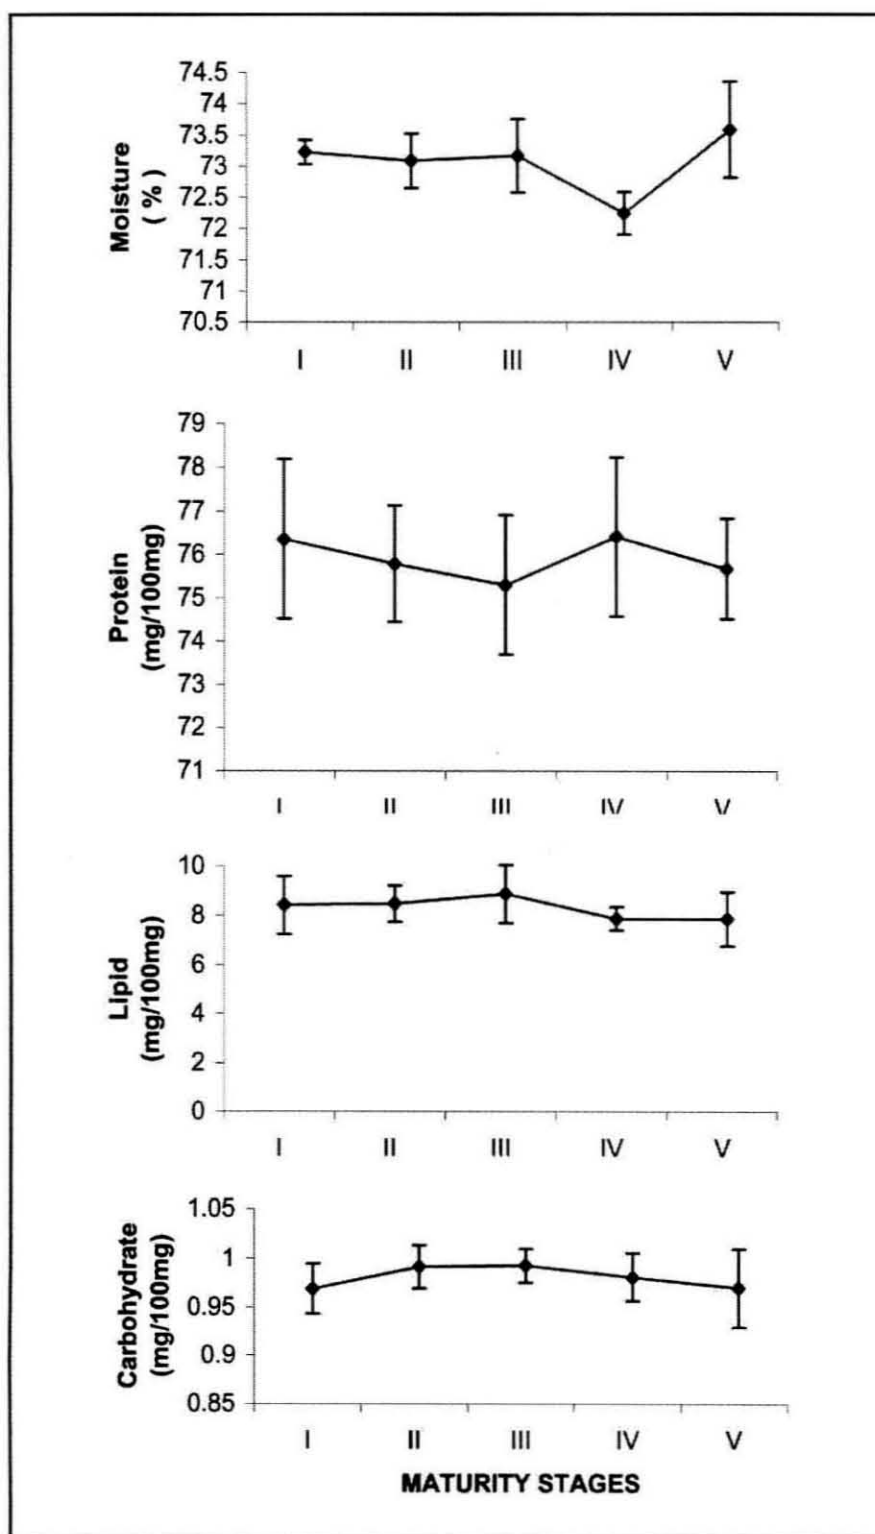 74.5
74
73.5
73
72.5
72
71.5
71
70.5
Moisture
( % )
I II III IV V
79
78
77
76
75
74
73
72
71
Protein
(mg/100mg)
I II III IV V
10
8
6
4
2
0
Lipid
(mg/100mg)
I II III IV V
1.05
1
0.95
0.9
0.85
Carbohydrate
(mg/100mg)
I II III IV V
MATURITY STAGES